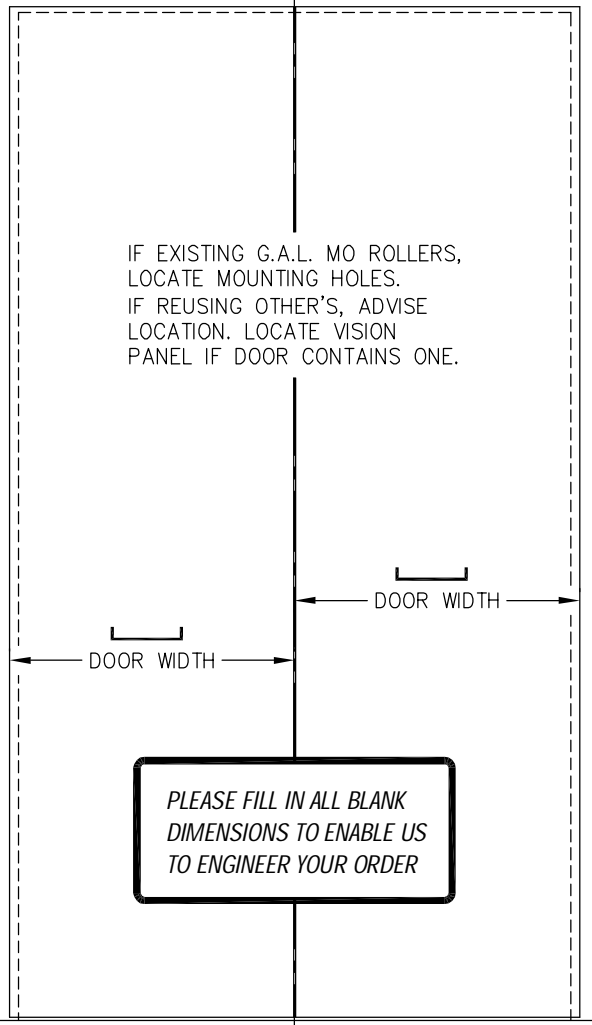 IF EXISTING G.A.L. MO ROLLERS,
LOCATE MOUNTING HOLES.
IF REUSING OTHER'S, ADVISE
LOCATION. LOCATE VISION
PANEL IF DOOR CONTAINS ONE.
DOOR WIDTH
DOOR WIDTH
PLEASE FILL IN ALL BLANK
DIMENSIONS TO ENABLE US
TO ENGINEER YOUR ORDER